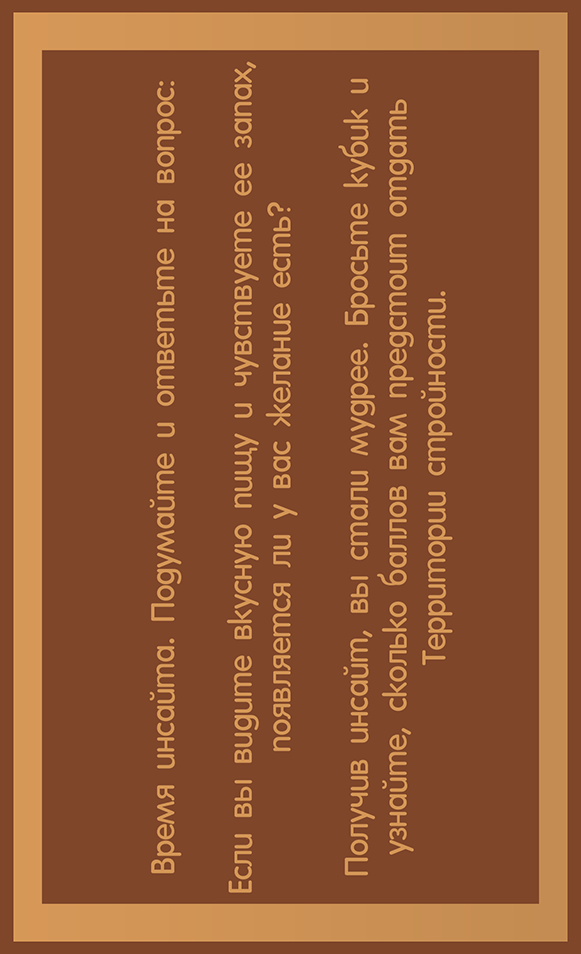 Время инсайта. Подумайте и ответьте на вопрос:
Если вы видите вкусную пищу и чувствуете ее запах,
появляется ли у вас желание есть?
Получив инсайт, вы стали мудрее. Бросьте кубик и
узнайте, сколько баллов вам предстоит отдать
Территории стройности.